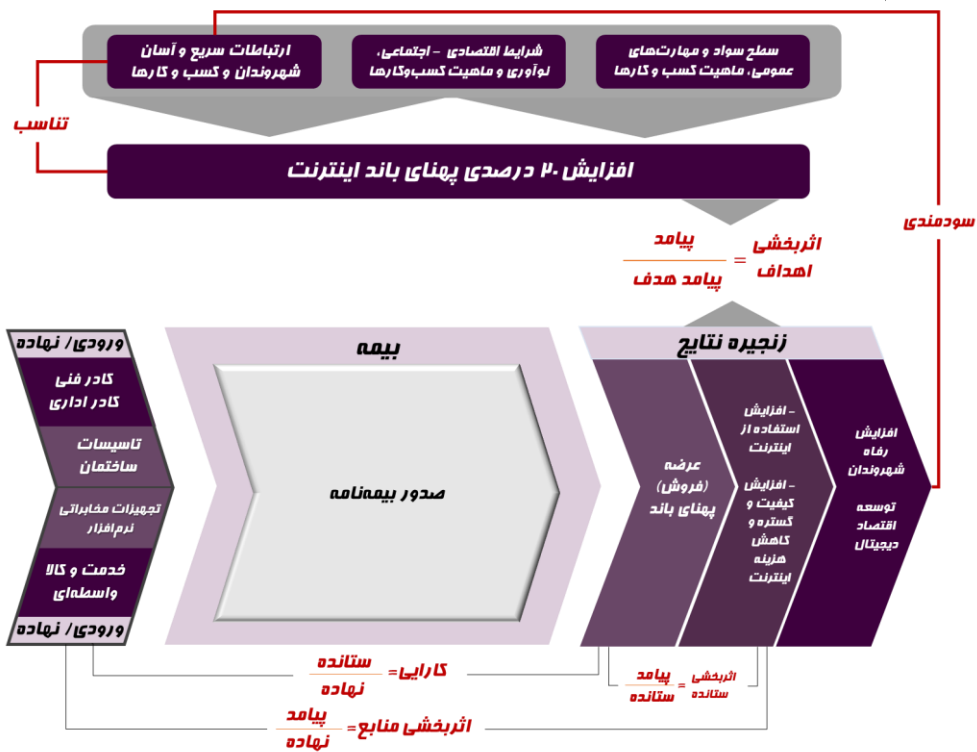 ارتباطات سریع و آسان
شهروندان و کسب و کارها
شرایط اقتصادی - اجتماعی،
نوآوری و ماهیت کسب‌وکارها
سطح سواد و مهارت‌های
عمومی، ماهیت کسب و کارها
تناسب
افزایش ۲۰ درصدی پهنای باند اینترنت
سودمندی
اثربخشی
اهداف
=
پیامد
پیامد هدف
ورودی/ نهاده
کادر فنی
کادر اداری
تاسیسات
ساختمان
تجهیزات مخابراتی
نرم‌افزار
خدمت و کالا
واسطه‌ای
ورودی/ نهاده
بیمه
صدور بیمه‌نامه
زنجیره نتایج
عرضه
(فروش)
پهنای باند
- افزایش
استفاده از
اینترنت
- افزایش
کیفیت و
گستره و
کاهش
هزینه
اینترنت
افزایش
رفاه
شهروندان
توسعه
اقتصاد
دیجیتال
کارایی=
ستانده
نهاده
اثربخشی
ستانده
=
پیامد
ستانده
اثربخشی منابع=
پیامد
نهاده